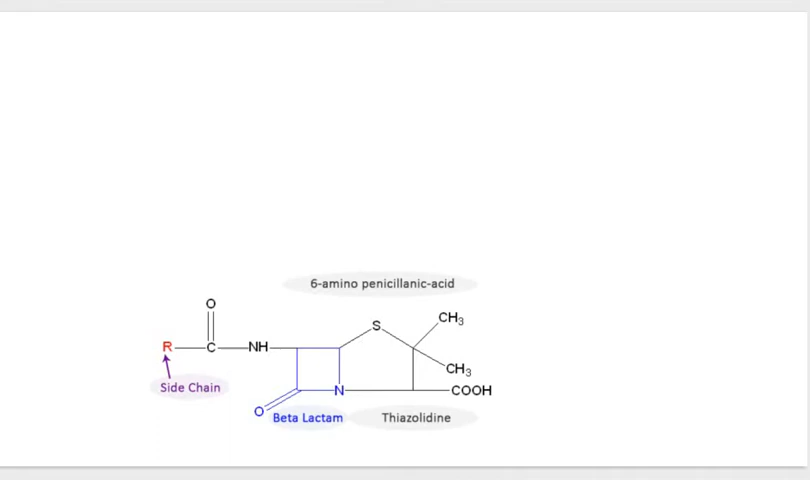 6-amino penicillanic-acid
O
CH3
S
R C NH
CH3
Side Chain
N
COOH
O
Beta Lactam
Thiazolidine